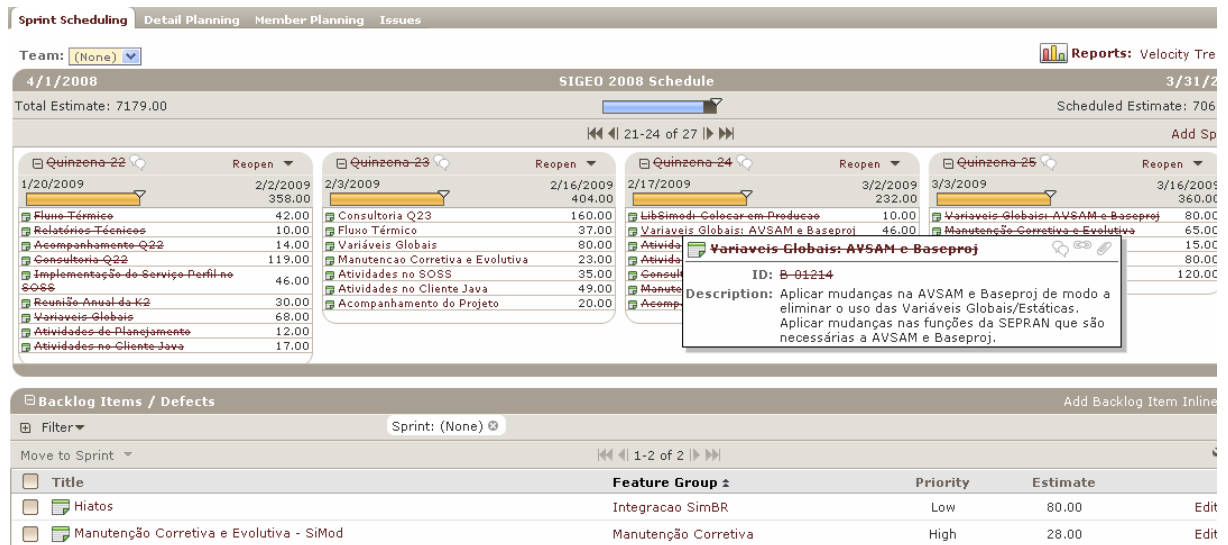 Sprint Scheduling Detail Planning Member Planning Issues
Team: (None) Reports: Velocity Tre
4/1/2008 SIGEO 2008 Schedule 3/31/2
Total Estimate: 7179.00 Scheduled Estimate: 706
21-24 of 27 Add Sp
Quinzena 22 Reopen
1/20/2009 2/2/2009
358.00
Fluxo Térmico 42.00
Relatórios Técnicos 10.00
Acompanhamento Q22 14.00
Consultoria Q22 119.00
Implementação do Serviço Perfil no
SOSS 46.00
Reunião Anual da K2 30.00
Variaveis Globais 68.00
Atividades de Planejamento 12.00
Atividades no Cliente Java 17.00
Quinzena 23 Reopen
2/3/2009 2/16/2009
404.00
Consultoria Q23 160.00
Fluxo Térmico 37.00
Variáveis Globais 80.00
Manutencao Corretiva e Evolutiva 23.00
Atividades no SOSS 35.00
Atividades no Cliente Java 49.00
Acompanhamento do Projeto 20.00
Quinzena 24 Reopen
2/17/2009 3/2/2009
232.00
LibSimodi Colocar em Producao 10.00
Variaveis Globais: AVSAM e Baseproj 46.00
Ativida
Ativida
Consult
Manute
Acomp
Quinzena 25 Reopen
3/3/2009 3/16/2009
360.00
Variaveis Globais: AVSAM e Baseproj 80.00
Manutenção Corretiva e Evolutiva 65.00
15.00
80.00
120.00
Variaveis Globais: AVSAM e Baseproj
ID: B-01214
Description: Aplicar mudanças na AVSAM e Baseproj de modo a
eliminar o uso das Variáveis Globais/Estáticas.
Aplicar mudanças nas funções da SEPRAN que são
necessárias a AVSAM e Baseproj.
Backlog Items / Defects Add Backlog Item Inline
Filter Sprint: (None)
Move to Sprint 1-2 of 2
Title Feature Group Priority Estimate
Hiatos Integracao SimBR Low 80.00 Edit
Manutenção Corretiva e Evolutiva - SiMod Manutenção Corretiva High 28.00 Edit